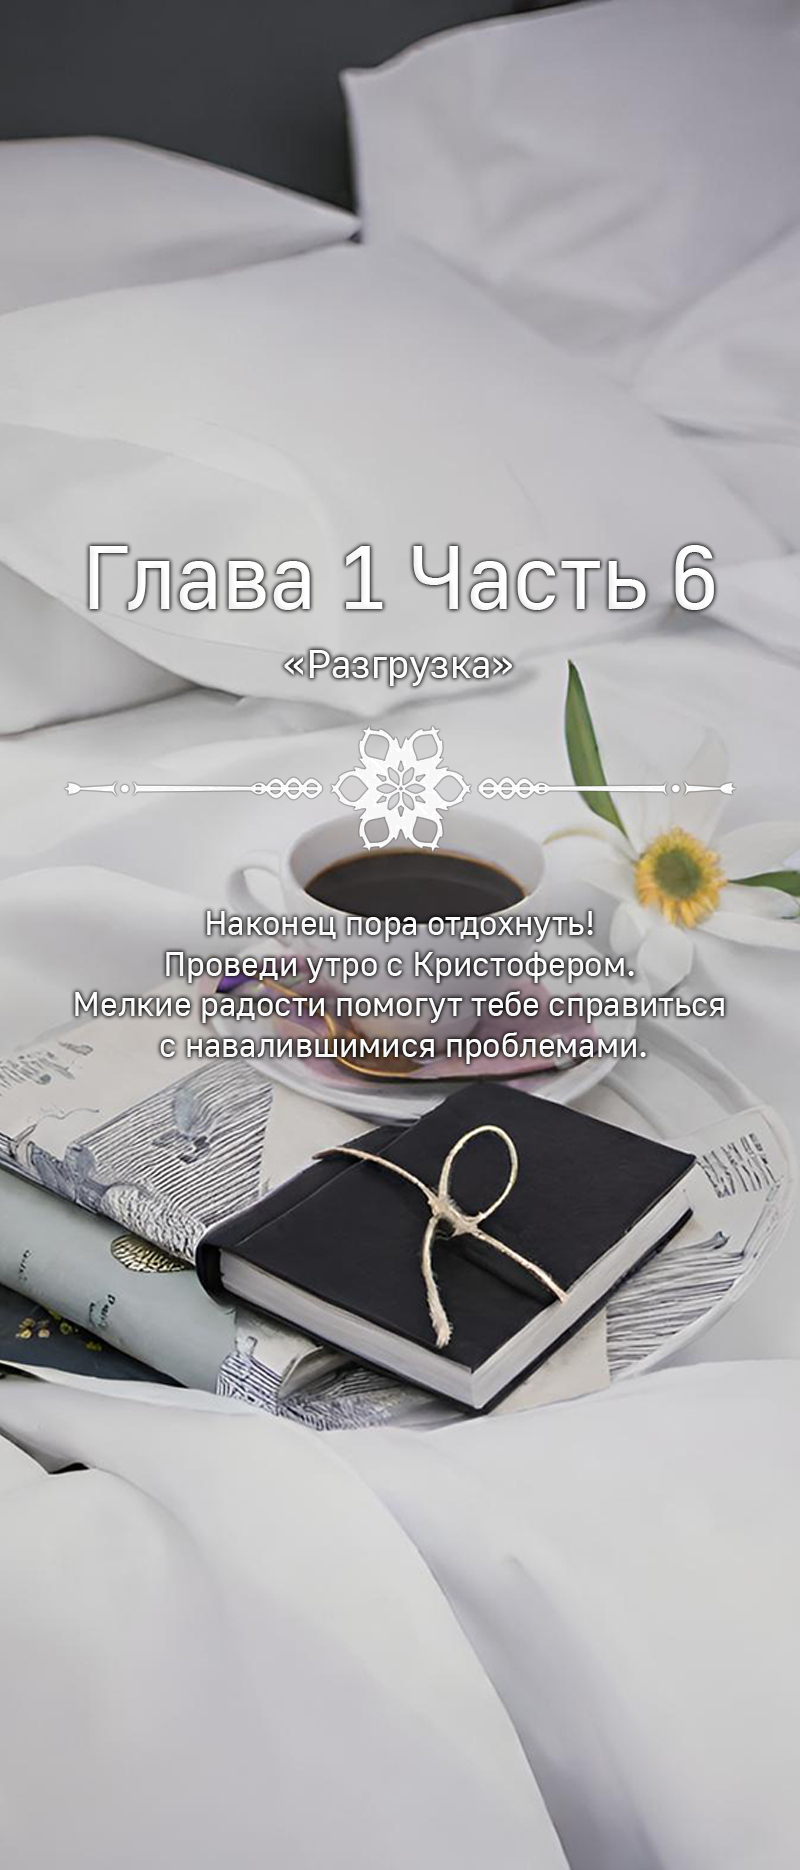 Глава 1 Часть 6
«Разгрузка»
Наконец пора отдохнуть!
Проведи утро с Кристофером.
Мелкие радости помогут тебе справиться
с навалившимися проблемами.